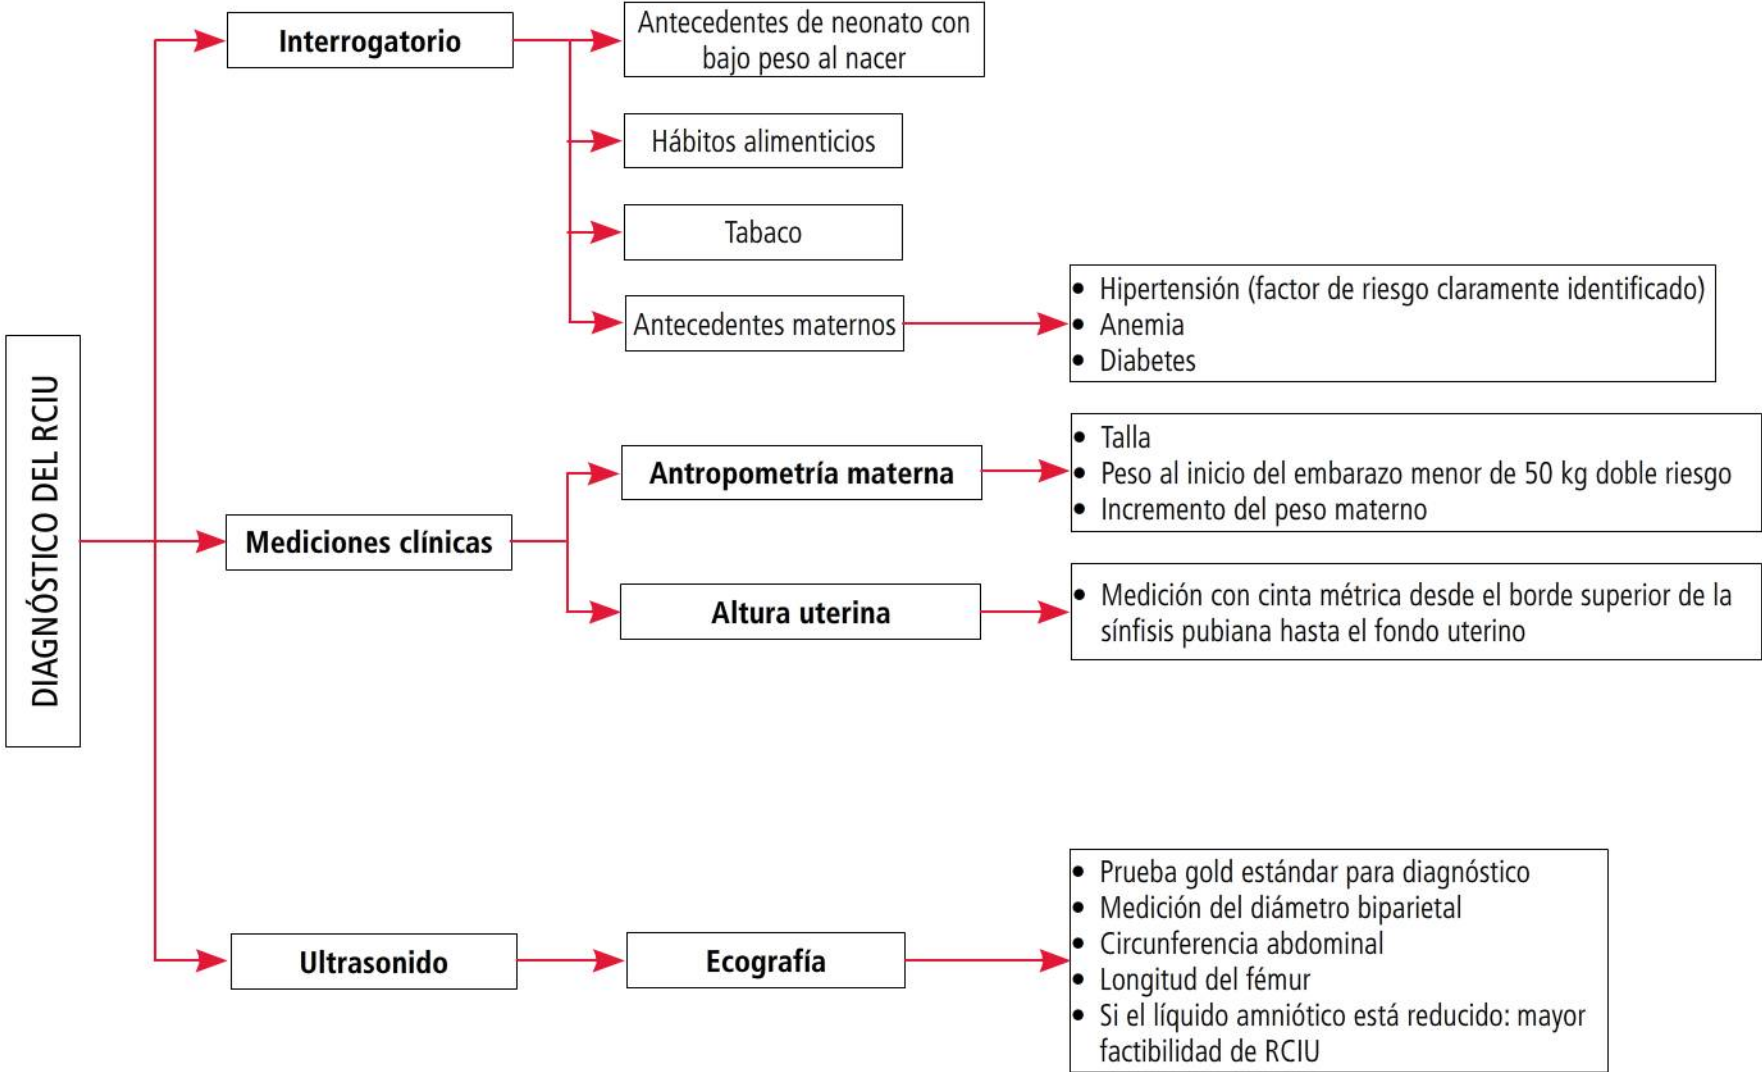 DIAGNÓSTICO DEL RCIU
Interrogatorio
Antecedentes de neonato con
bajo peso al nacer
Hábitos alimenticios
Tabaco
Antecedentes maternos
• Hipertensión (factor de riesgo claramente identificado)
• Anemia
• Diabetes
Mediciones clínicas
Antropometría materna
• Talla
• Peso al inicio del embarazo menor de 50 kg doble riesgo
• Incremento del peso materno
Altura uterina
• Medición con cinta métrica desde el borde superior de la
sínfisis pubiana hasta el fondo uterino
Ultrasonido
Ecografía
• Prueba gold estándar para diagnóstico
• Medición del diámetro biparietal
• Circunferencia abdominal
• Longitud del fémur
• Si el líquido amniótico está reducido: mayor
factibilidad de RCIU